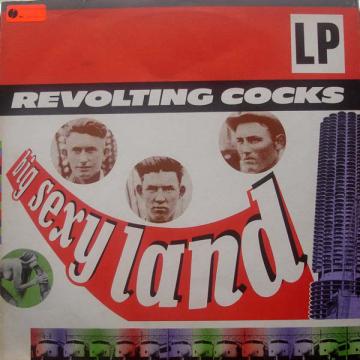 LP
REVOLTING COCKS
big sexy land